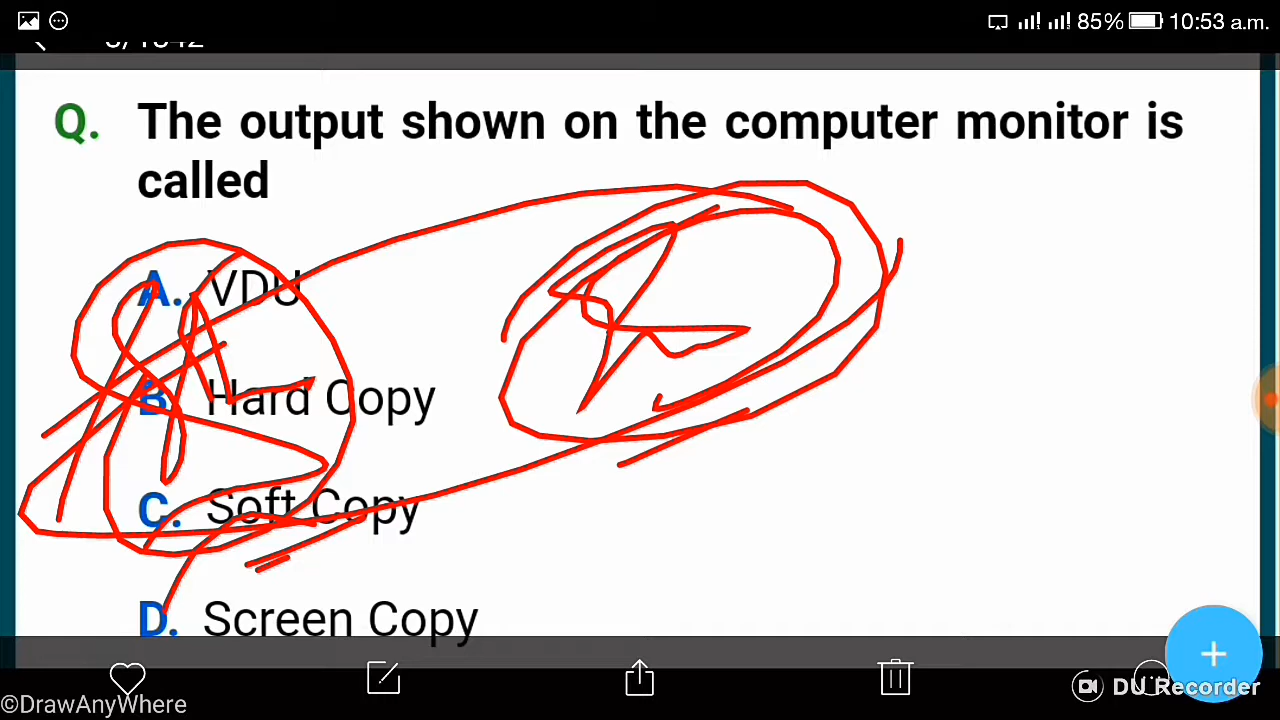 85% 10:53 a.m.
Q. The output shown on the computer monitor is
called
A. VDU
B. Hard Copy
C. Soft Copy
D. Screen Copy
DU Recorder
©DrawAnyWhere